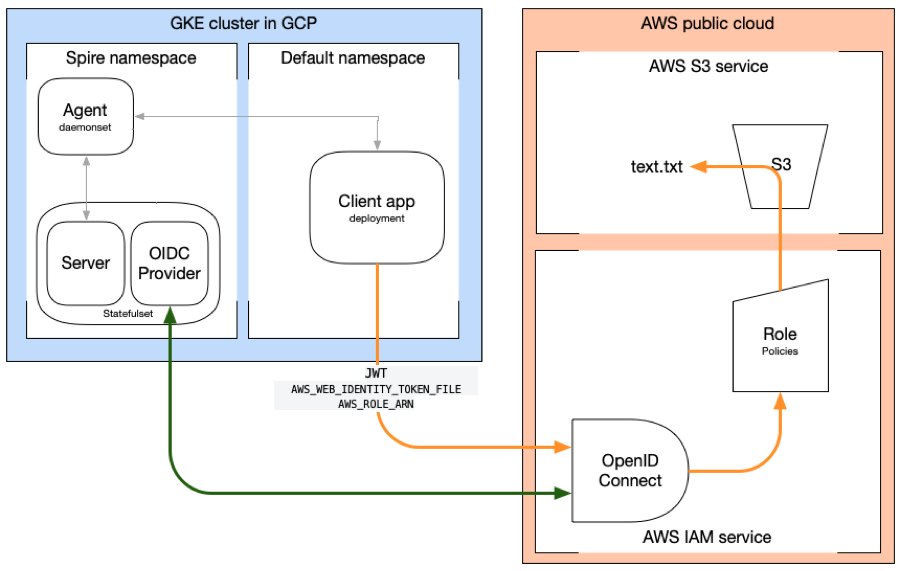 GKE cluster in GCP
Spire namespace
Default namespace
Agent
daemonset
Client app
deployment
Server
OIDC
Provider
Statefulset
JWT
AWS_WEB_IDENTITY_TOKEN_FILE
AWS_ROLE_ARN
AWS public cloud
AWS S3 service
text.txt
S3
Role
Policies
OpenID
Connect
AWS IAM service